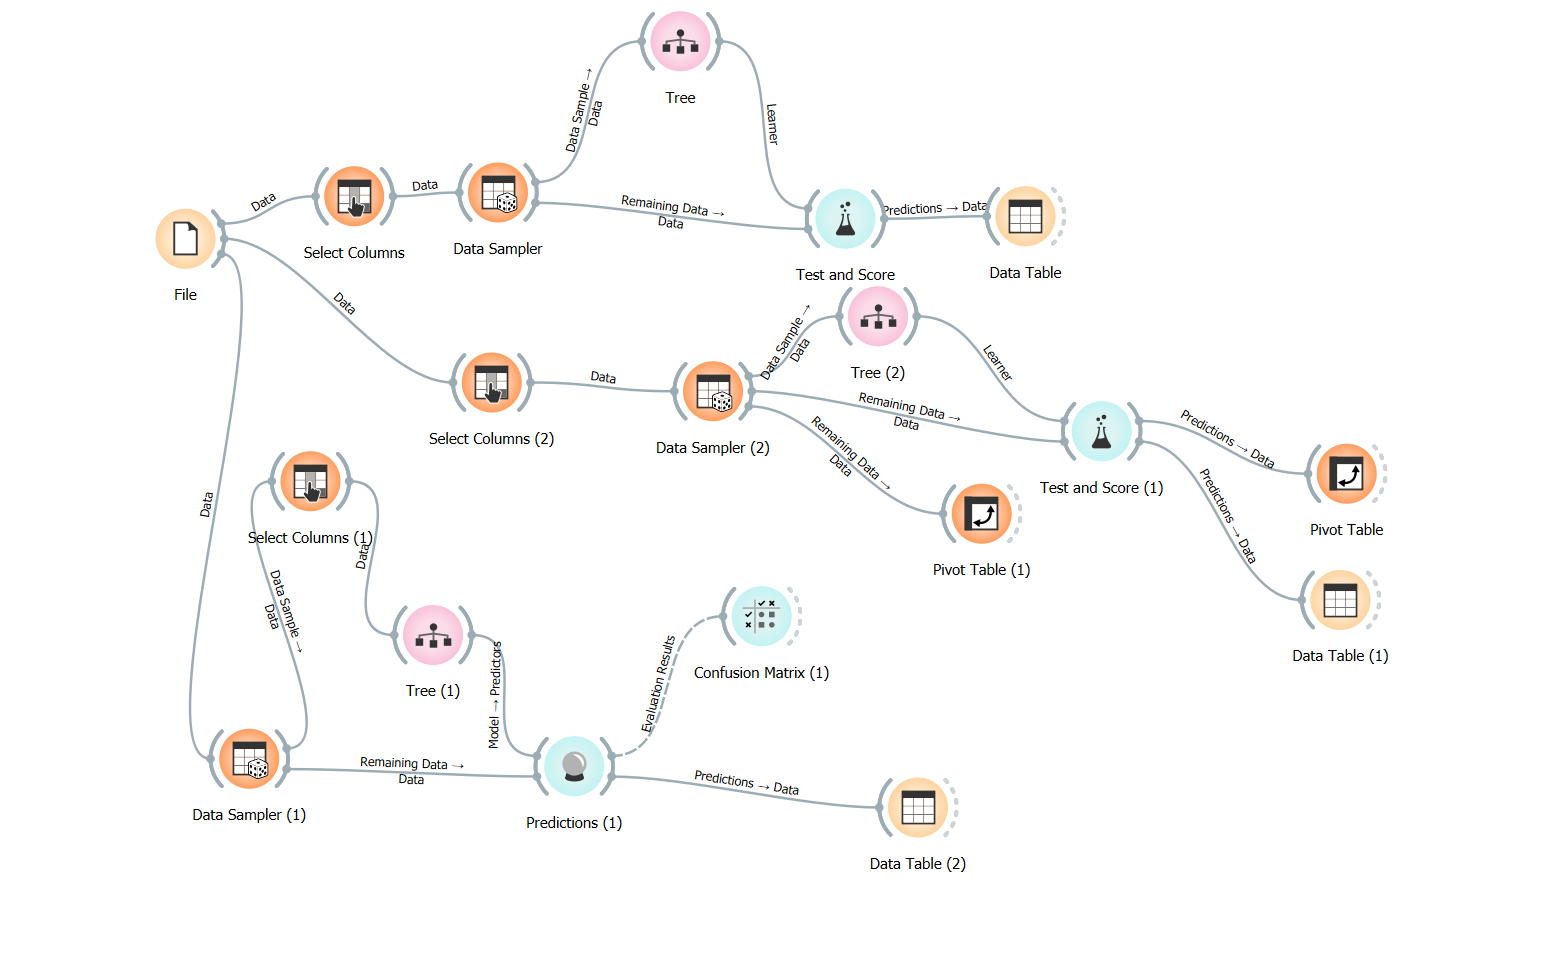 Tree
Data Sample →
Data
Learner
Data
Select Columns
Data
Data Sampler
Remaining Data →
Data
Test and Score
Predictions → Data
Data Table
File
Data
Select Columns (2)
Data
Data Sampler (2)
Data Sample →
Data
Tree (2)
Learner
Remaining Data →
Data
Remaining Data →
Data
Pivot Table (1)
Test and Score (1)
Predictions → Data
Pivot Table
Predictions → Data
Data Table (1)
Data
Select Columns (1)
Data
Data Sample →
Data
Tree (1)
Model → Predictors
Evaluation Results
Confusion Matrix (1)
Data Sampler (1)
Remaining Data →
Data
Predictions (1)
Predictions → Data
Data Table (2)